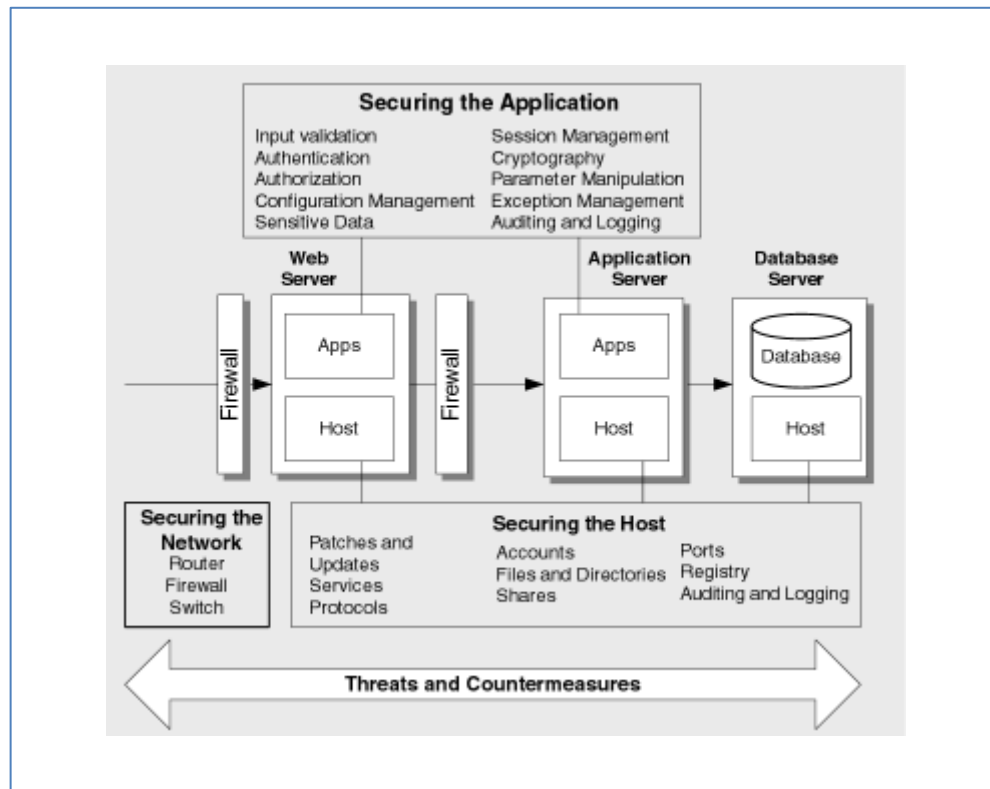 Securing the Application
Input validation
Authentication
Authorization
Configuration Management
Sensitive Data
Session Management
Cryptography
Parameter Manipulation
Exception Management
Auditing and Logging
Web
Server
Application
Server
Database
Server
Firewall
Apps
Host
Firewall
Apps
Host
Database
Host
Securing the
Network
Router
Firewall
Switch
Securing the Host
Patches and
Updates
Services
Protocols
Accounts
Files and Directories
Shares
Ports
Registry
Auditing and Logging
Threats and Countermeasures